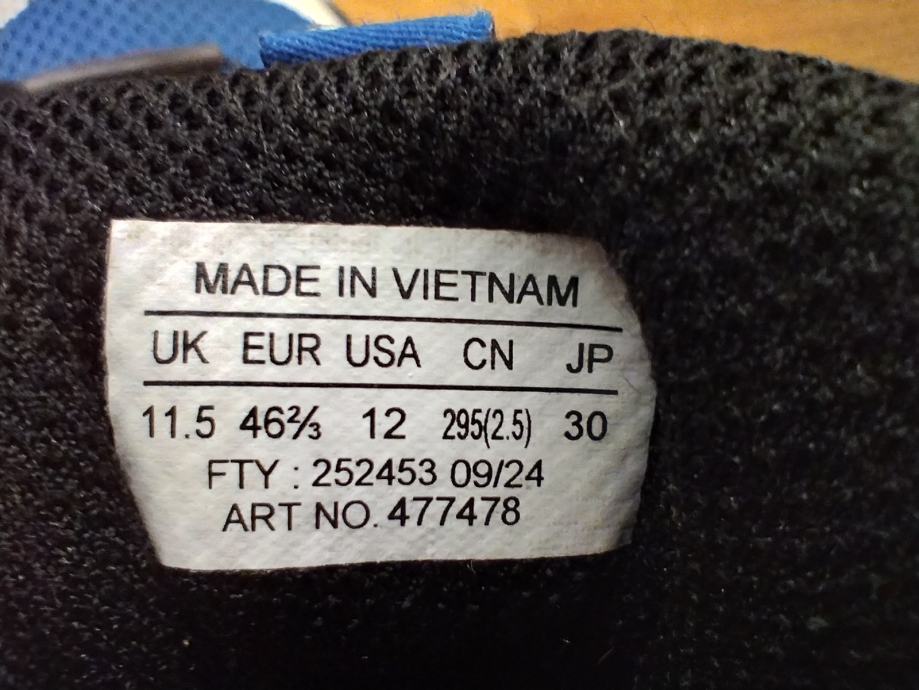 MADE IN VIETNAM
UK EUR USA CN JP
11.5 46⅔ 12 295(2.5) 30
FTY : 252453 09/24
ART NO. 477478